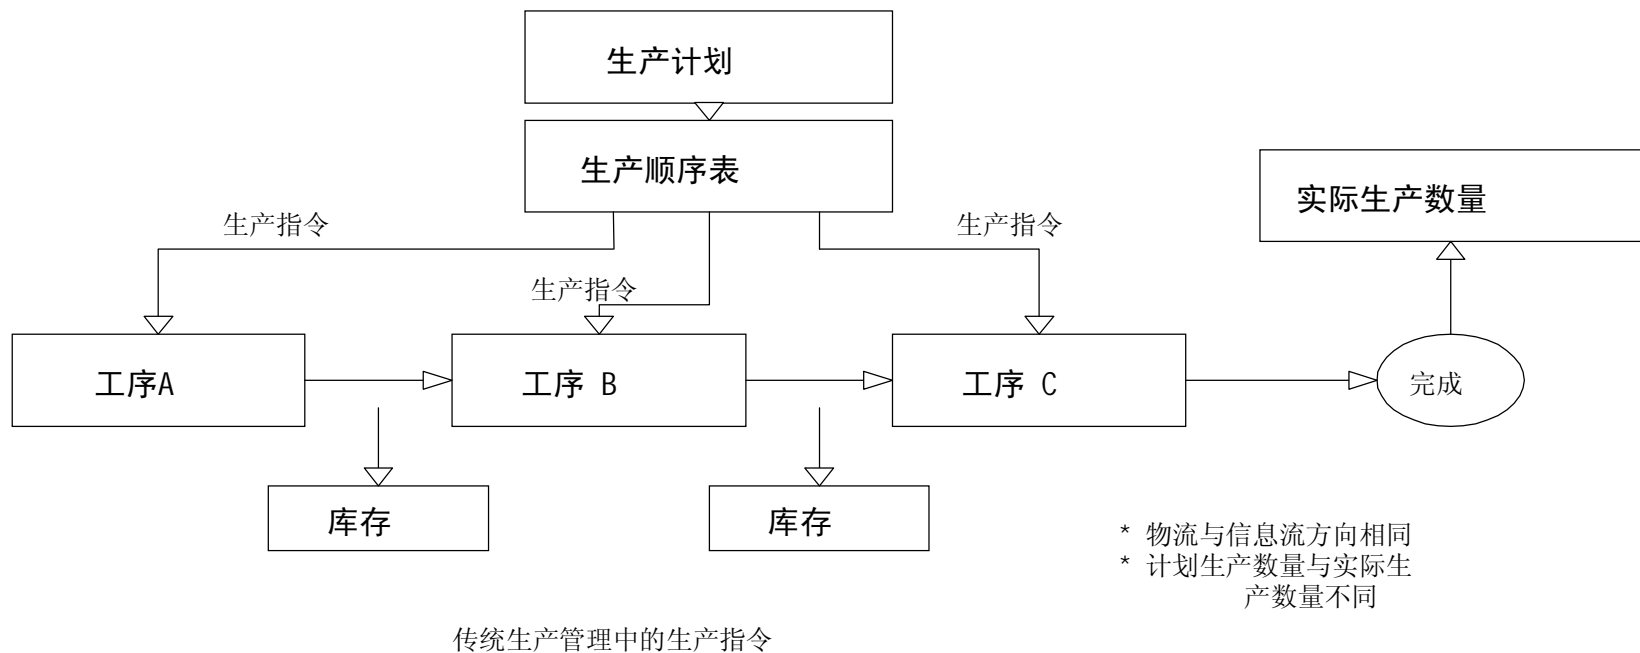 生产计划
生产顺序表
实际生产数量
生产指令
生产指令
生产指令
工序A
工序 B
工序 C
完成
库存
库存
* 物流与信息流方向相同
* 计划生产数量与实际生
产数量不同
传统生产管理中的生产指令